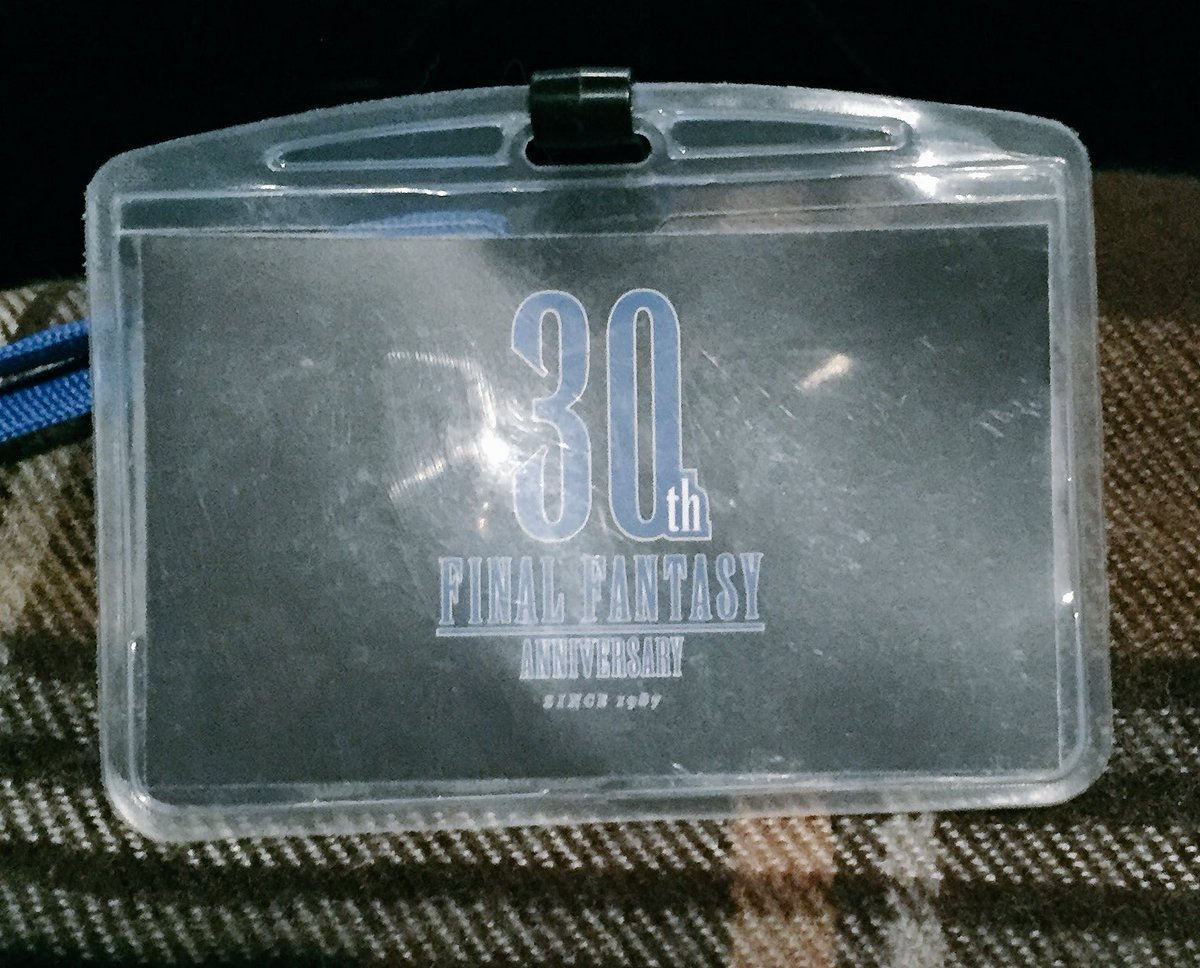 30th
FINAL FANTASY
ANNIVERSARY
SINCE 1987